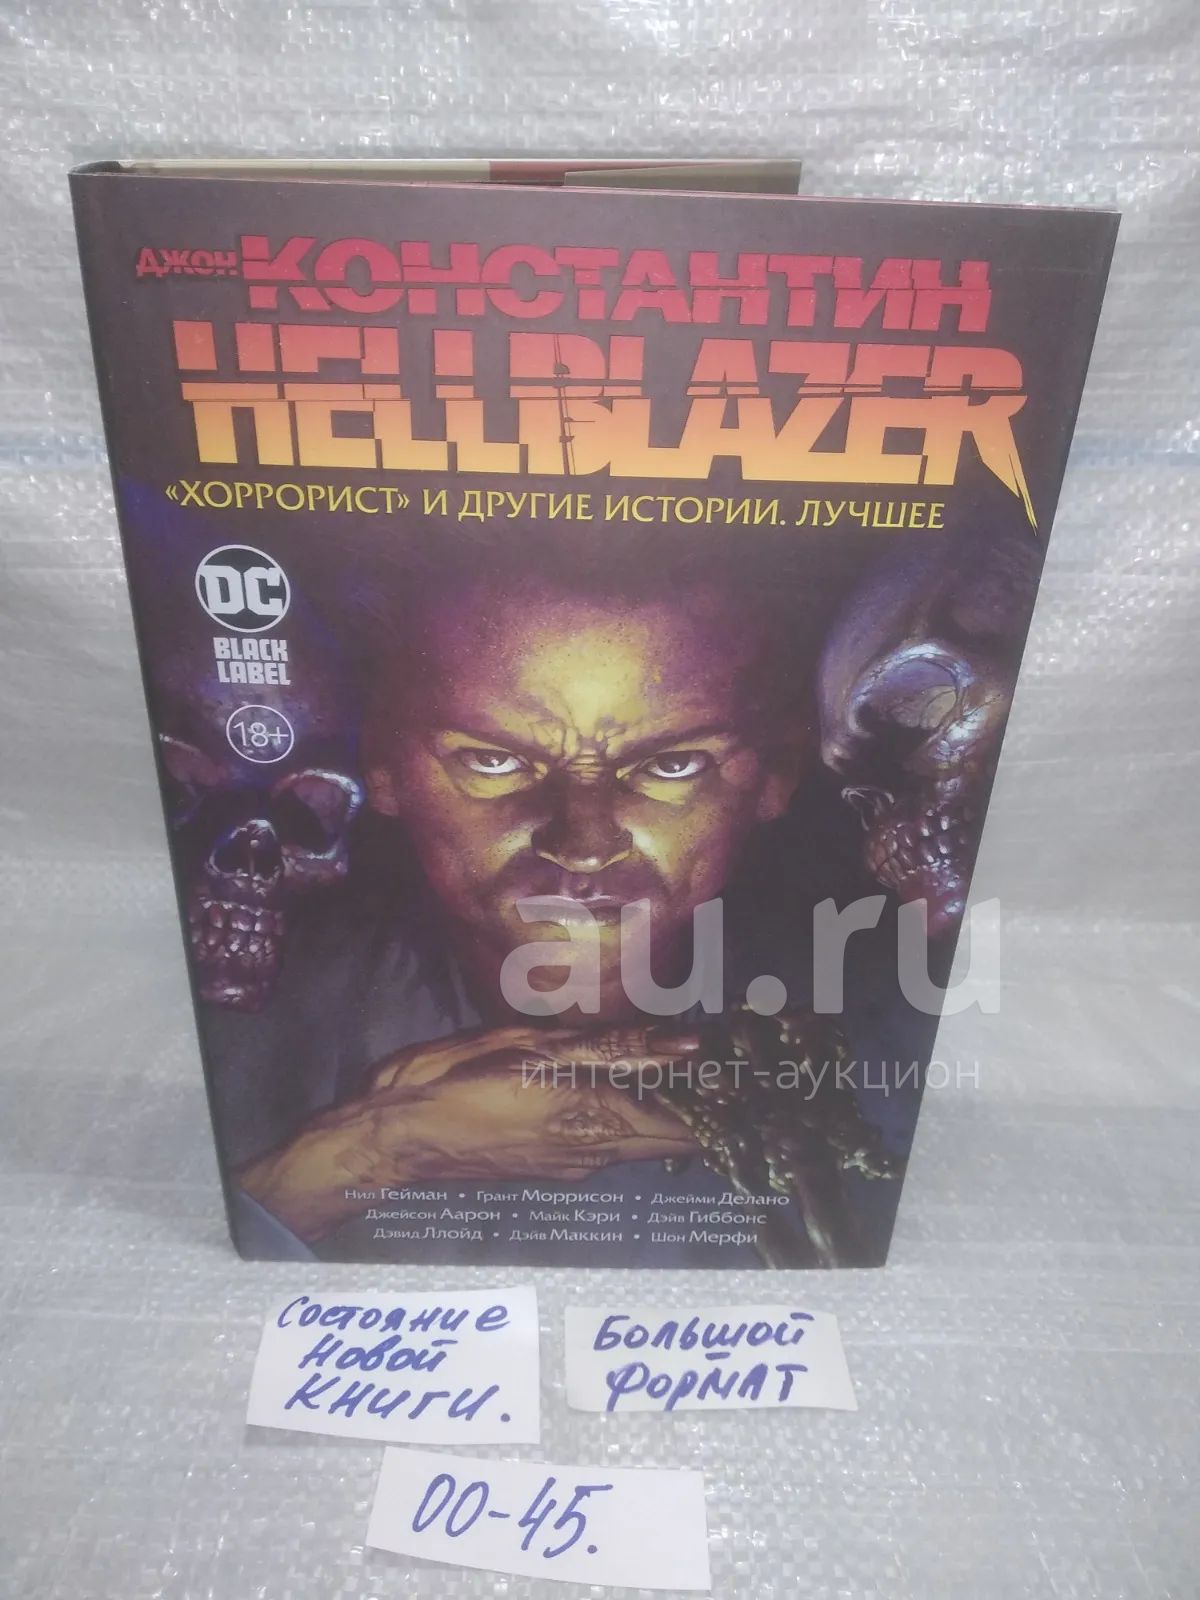 ДЖОН КОНСТАНТИН
HELLBLAZER
«ХОРРОРИСТ» И ДРУГИЕ ИСТОРИИ. ЛУЧШЕЕ
DC
BLACK
LABEL
18+
au.ru
интернет-аукцион
Нил Гейман • Грант Моррисон • Джейми Делано
Джейсон Аарон • Майк Кэри • Дэйв Гиббонс
Дэвид Ллойд • Дэйв Маккин • Шон Мерфи
Состояние
новой
книги.
Большой
формат
00-45.